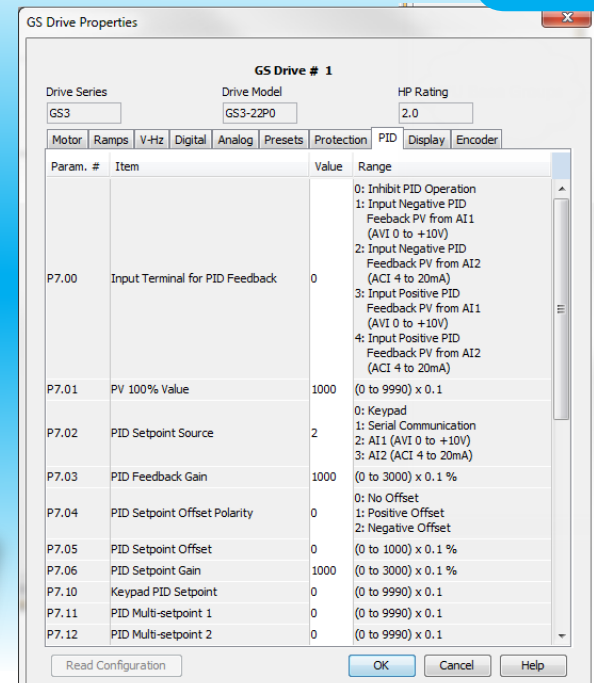 GS Drive Properties
x
GS Drive # 1
Drive Series Drive Model HP Rating
GS3 GS3-22P0 2.0
Motor Ramps V-Hz Digital Analog Presets Protection PID Display Encoder
Param. # Item Value Range
P7.00 Input Terminal for PID Feedback 0 0: Inhibit PID Operation
1: Input Negative PID
Feeback PV from AI1
(AVI 0 to +10V)
2: Input Negative PID
Feedback PV from AI2
(ACI 4 to 20mA)
3: Input Positive PID
Feedback PV from AI1
(AVI 0 to +10V)
4: Input Positive PID
Feedback PV from AI2
(ACI 4 to 20mA)
P7.01 PV 100% Value 1000 (0 to 9990) x 0.1
P7.02 PID Setpoint Source 2 0: Keypad
1: Serial Communication
2: AI1 (AVI 0 to +10V)
3: AI2 (ACI 4 to 20mA)
P7.03 PID Feedback Gain 1000 (0 to 3000) x 0.1 %
P7.04 PID Setpoint Offset Polarity 0 0: No Offset
1: Positive Offset
2: Negative Offset
P7.05 PID Setpoint Offset 0 (0 to 1000) x 0.1 %
P7.06 PID Setpoint Gain 1000 (0 to 3000) x 0.1 %
P7.10 Keypad PID Setpoint 0 (0 to 9990) x 0.1
P7.11 PID Multi-setpoint 1 0 (0 to 9990) x 0.1
P7.12 PID Multi-setpoint 2 0 (0 to 9990) x 0.1
Read Configuration OK Cancel Help